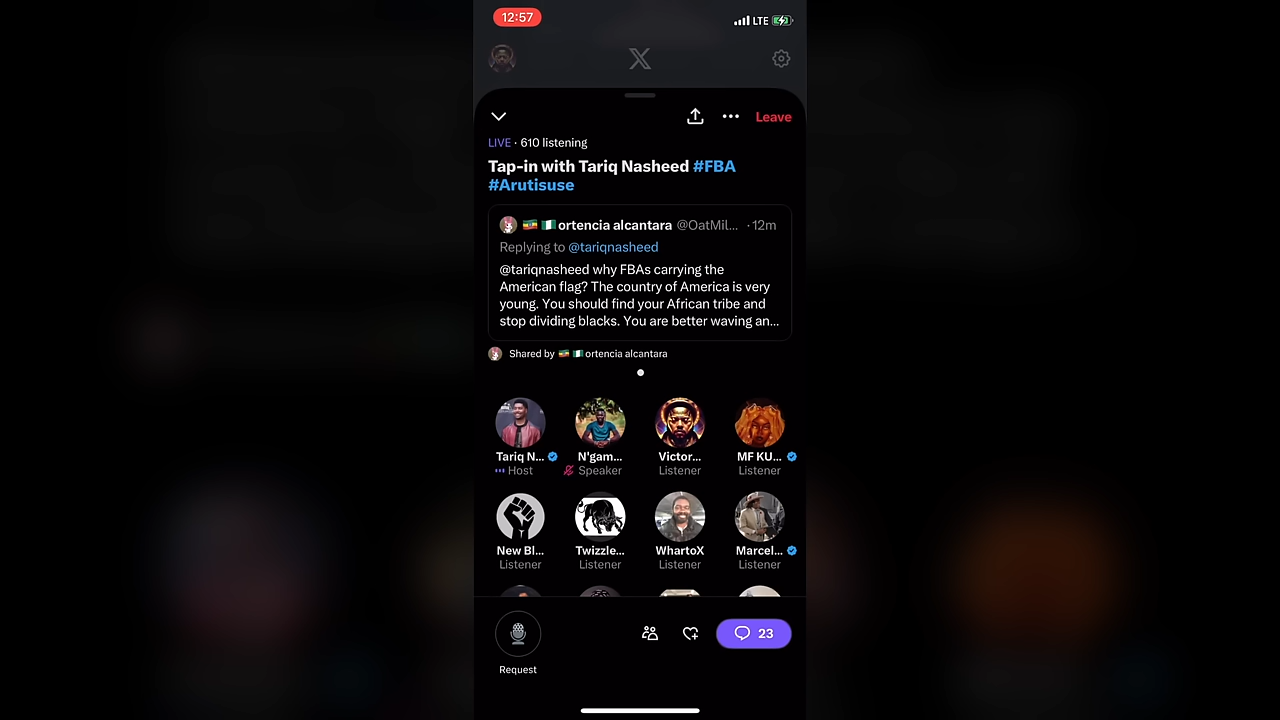 12:57
LTE
Leave
LIVE · 610 listening
Tap-in with Tariq Nasheed #FBA
#Arutisuse
ortencia alcantara @OatMil... · 12m
Replying to @tariqnasheed
@tariqnasheed why FBAs carrying the
American flag? The country of America is very
young. You should find your African tribe and
stop dividing blacks. You are better waving an...
Shared by ortencia alcantara
Tariq N... N'gam... Victor... MF KU...
Host Speaker Listener Listener
New Bl... Twizzle... WhartoX Marcel...
Listener Listener Listener Listener
23
Request